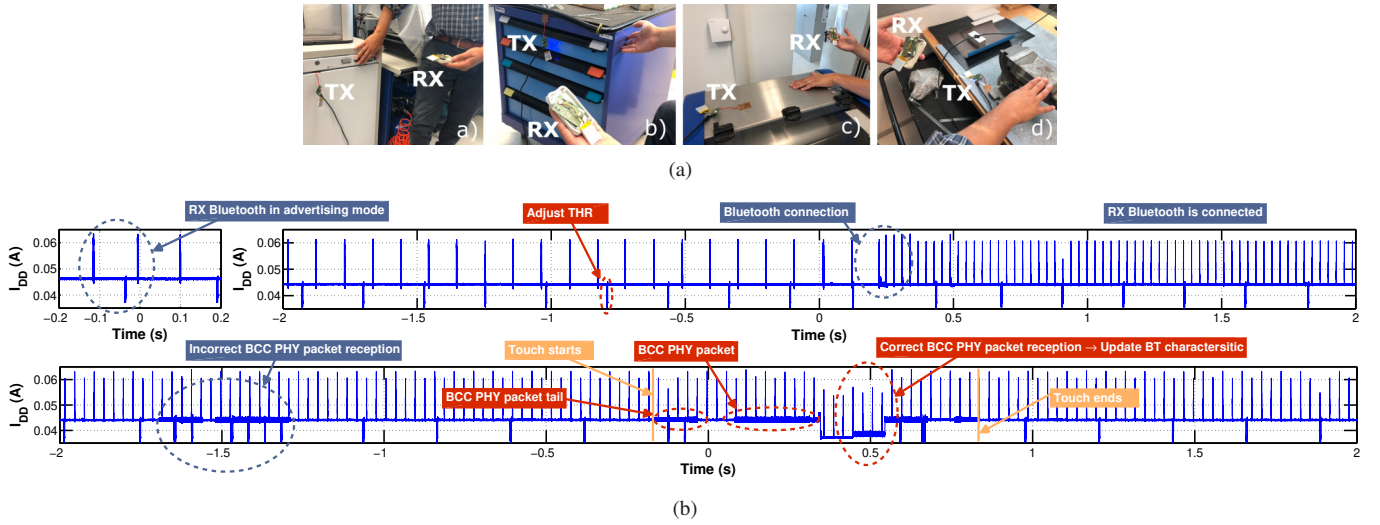 TX RX a)
TX RX b)
TX RX c)
RX TX d)
(a)
RX Bluetooth in advertising mode
Adjust THR
Bluetooth connection
RX Bluetooth is connected
I_DD (A)
0.06
0.05
0.04
-0.2 -0.1 0 0.1 0.2
Time (s)
I_DD (A)
0.06
0.05
0.04
-2 -1.5 -1 -0.5 0 0.5 1 1.5 2
Time (s)
Incorrect BCC PHY packet reception
Touch starts
BCC PHY packet
Correct BCC PHY packet reception → Update BT charactersitic
BCC PHY packet tail
Touch ends
I_DD (A)
0.06
0.05
0.04
-2 -1.5 -1 -0.5 0 0.5 1 1.5 2
Time (s)
(b)